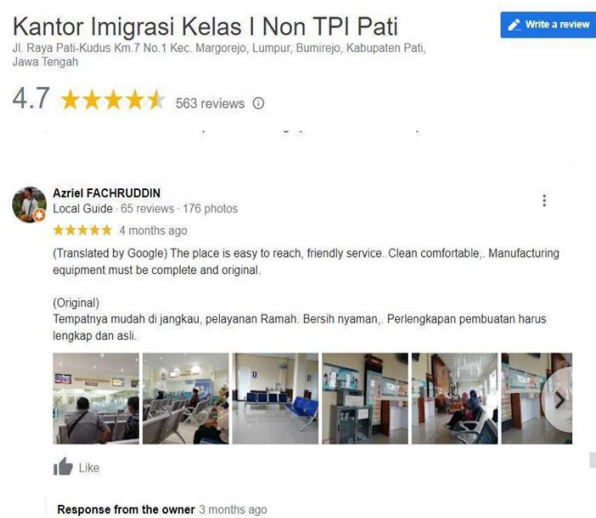 Kantor Imigrasi Kelas I Non TPI Pati
Write a review
Jl. Raya Pati-Kudus Km.7 No.1 Kec. Margorejo, Lumpur, Bumirejo, Kabupaten Pati,
Jawa Tengah
4.7 563 reviews
Azriel FACHRUDDIN
Local Guide · 65 reviews · 176 photos
4 months ago
(Translated by Google) The place is easy to reach, friendly service. Clean comfortable,. Manufacturing
equipment must be complete and original.
(Original)
Tempatnya mudah di jangkau, pelayanan Ramah. Bersih nyaman,. Perlengkapan pembuatan harus
lengkap dan asli.
Like
Response from the owner 3 months ago